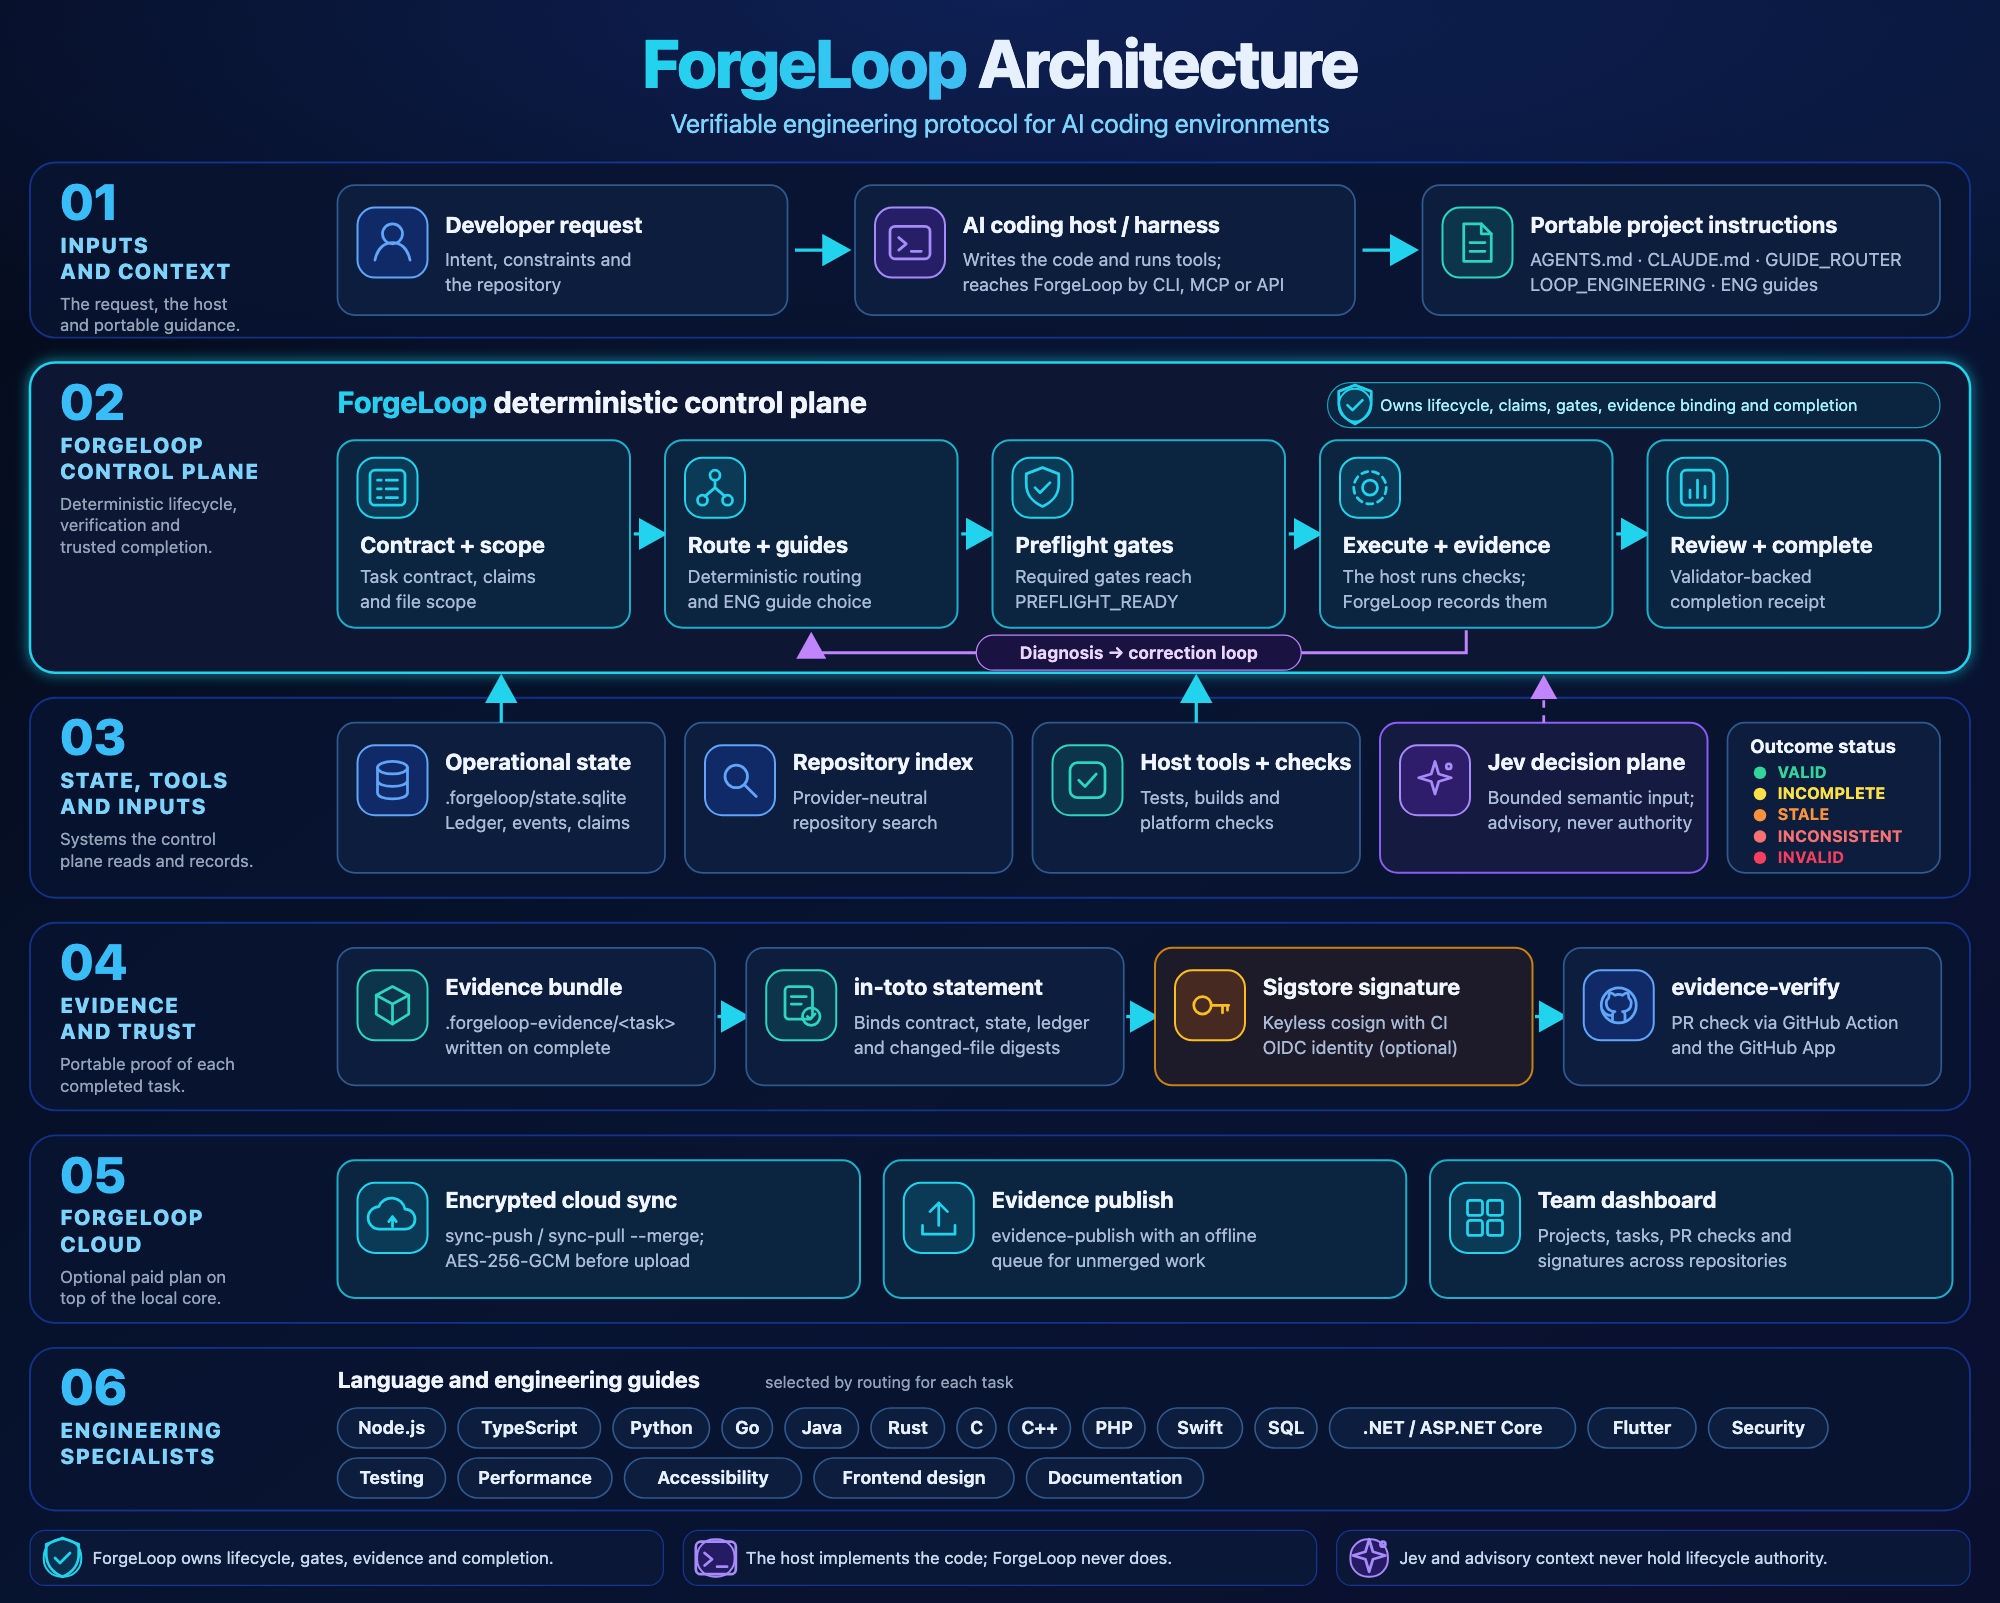 ForgeLoop Architecture
Verifiable engineering protocol for AI coding environments
01
INPUTS
AND CONTEXT
The request, the host
and portable guidance.
Developer request
Intent, constraints and
the repository
AI coding host / harness
Writes the code and runs tools;
reaches ForgeLoop by CLI, MCP or API
Portable project instructions
AGENTS.md · CLAUDE.md · GUIDE_ROUTER
LOOP_ENGINEERING · ENG guides
02
FORGELOOP
CONTROL PLANE
Deterministic lifecycle,
verification and
trusted completion.
ForgeLoop deterministic control plane
Owns lifecycle, claims, gates, evidence binding and completion
Contract + scope
Task contract, claims
and file scope
Route + guides
Deterministic routing
and ENG guide choice
Preflight gates
Required gates reach
PREFLIGHT_READY
Execute + evidence
The host runs checks;
ForgeLoop records them
Review + complete
Validator-backed
completion receipt
Diagnosis → correction loop
03
STATE, TOOLS
AND INPUTS
Systems the control
plane reads and records.
Operational state
.forgeloop/state.sqlite
Ledger, events, claims
Repository index
Provider-neutral
repository search
Host tools + checks
Tests, builds and
platform checks
Jev decision plane
Bounded semantic input;
advisory, never authority
Outcome status
VALID
INCOMPLETE
STALE
INCONSISTENT
INVALID
04
EVIDENCE
AND TRUST
Portable proof of each
completed task.
Evidence bundle
.forgeloop-evidence/<task>
written on complete
in-toto statement
Binds contract, state, ledger
and changed-file digests
Sigstore signature
Keyless cosign with CI
OIDC identity (optional)
evidence-verify
PR check via GitHub Action
and the GitHub App
05
FORGELOOP
CLOUD
Optional paid plan on
top of the local core.
Encrypted cloud sync
sync-push / sync-pull --merge;
AES-256-GCM before upload
Evidence publish
evidence-publish with an offline
queue for unmerged work
Team dashboard
Projects, tasks, PR checks and
signatures across repositories
06
ENGINEERING
SPECIALISTS
Language and engineering guides selected by routing for each task
Node.js TypeScript Python Go Java Rust C C++ PHP Swift SQL .NET / ASP.NET Core Flutter Security
Testing Performance Accessibility Frontend design Documentation
ForgeLoop owns lifecycle, gates, evidence and completion.
The host implements the code; ForgeLoop never does.
Jev and advisory context never hold lifecycle authority.